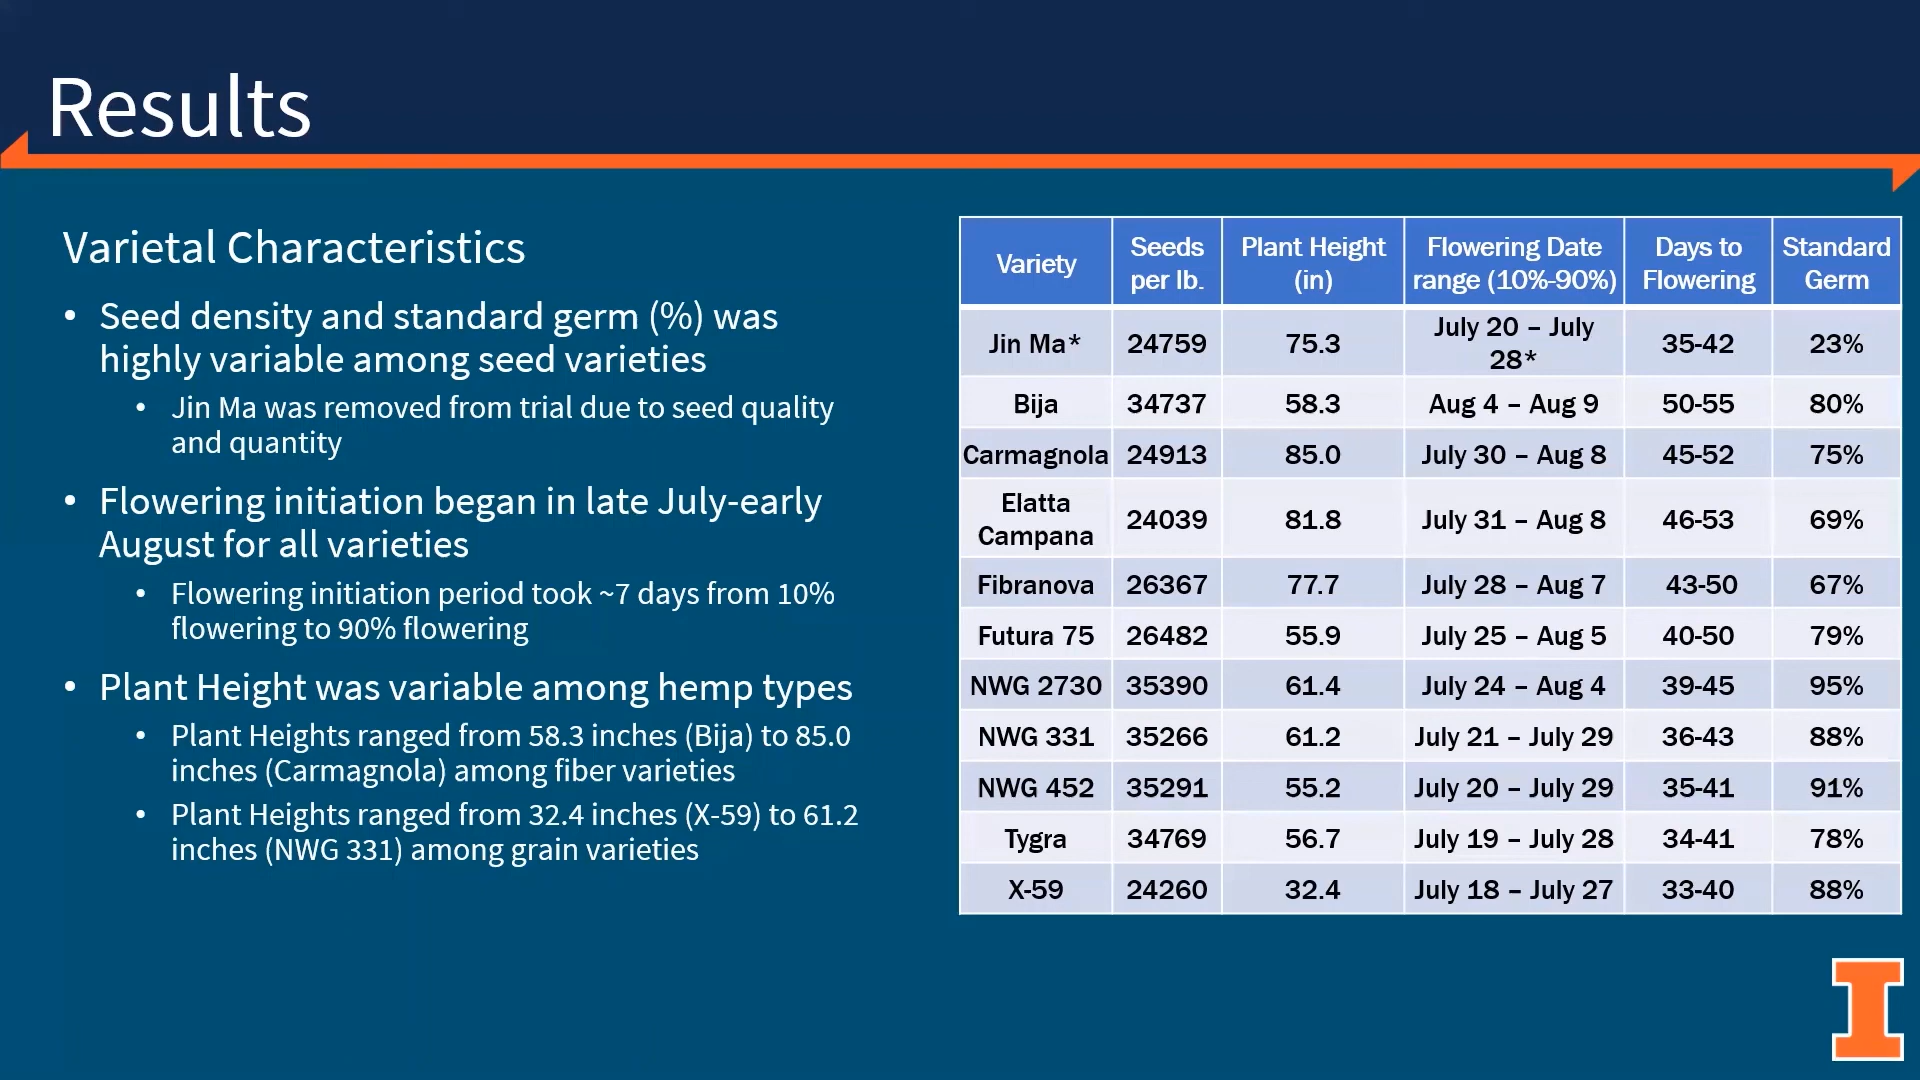 Results
Varietal Characteristics
• Seed density and standard germ (%) was
highly variable among seed varieties
• Jin Ma was removed from trial due to seed quality
and quantity
• Flowering initiation began in late July-early
August for all varieties
• Flowering initiation period took ~7 days from 10%
flowering to 90% flowering
• Plant Height was variable among hemp types
• Plant Heights ranged from 58.3 inches (Bija) to 85.0
inches (Carmagnola) among fiber varieties
• Plant Heights ranged from 32.4 inches (X-59) to 61.2
inches (NWG 331) among grain varieties
Variety | Seeds per lb. | Plant Height (in) | Flowering Date range (10%-90%) | Days to Flowering | Standard Germ
Jin Ma* | 24759 | 75.3 | July 20 – July 28* | 35-42 | 23%
Bija | 34737 | 58.3 | Aug 4 – Aug 9 | 50-55 | 80%
Carmagnola | 24913 | 85.0 | July 30 – Aug 8 | 45-52 | 75%
Elatta Campana | 24039 | 81.8 | July 31 – Aug 8 | 46-53 | 69%
Fibranova | 26367 | 77.7 | July 28 – Aug 7 | 43-50 | 67%
Futura 75 | 26482 | 55.9 | July 25 – Aug 5 | 40-50 | 79%
NWG 2730 | 35390 | 61.4 | July 24 – Aug 4 | 39-45 | 95%
NWG 331 | 35266 | 61.2 | July 21 – July 29 | 36-43 | 88%
NWG 452 | 35291 | 55.2 | July 20 – July 29 | 35-41 | 91%
Tygra | 34769 | 56.7 | July 19 – July 28 | 34-41 | 78%
X-59 | 24260 | 32.4 | July 18 – July 27 | 33-40 | 88%
I